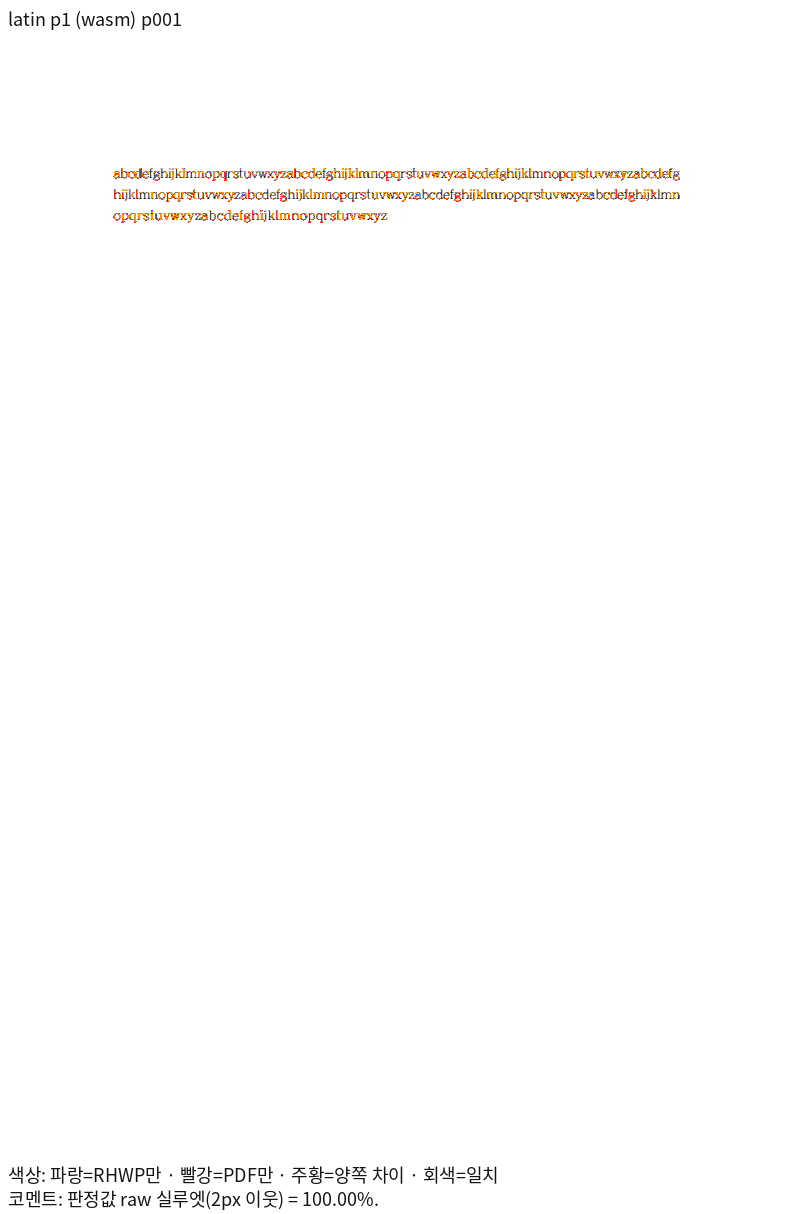 latin p1 (wasm) p001
abcdefghijklmnopqrstuvwxyzabcdefghijklmnopqrstuvwxyzabcdefghijklmnopqrstuvwxyzabcdefg
hijklmnopqrstuvwxyzabcdefghijklmnopqrstuvwxyzabcdefghijklmnopqrstuvwxyzabcdefghijklmn
opqrstuvwxyzabcdefghijklmnopqrstuvwxyz
색상: 파랑=RHWP만 · 빨강=PDF만 · 주황=양쪽 차이 · 회색=일치
코멘트: 판정값 raw 실루엣(2px 이웃) = 100.00%.